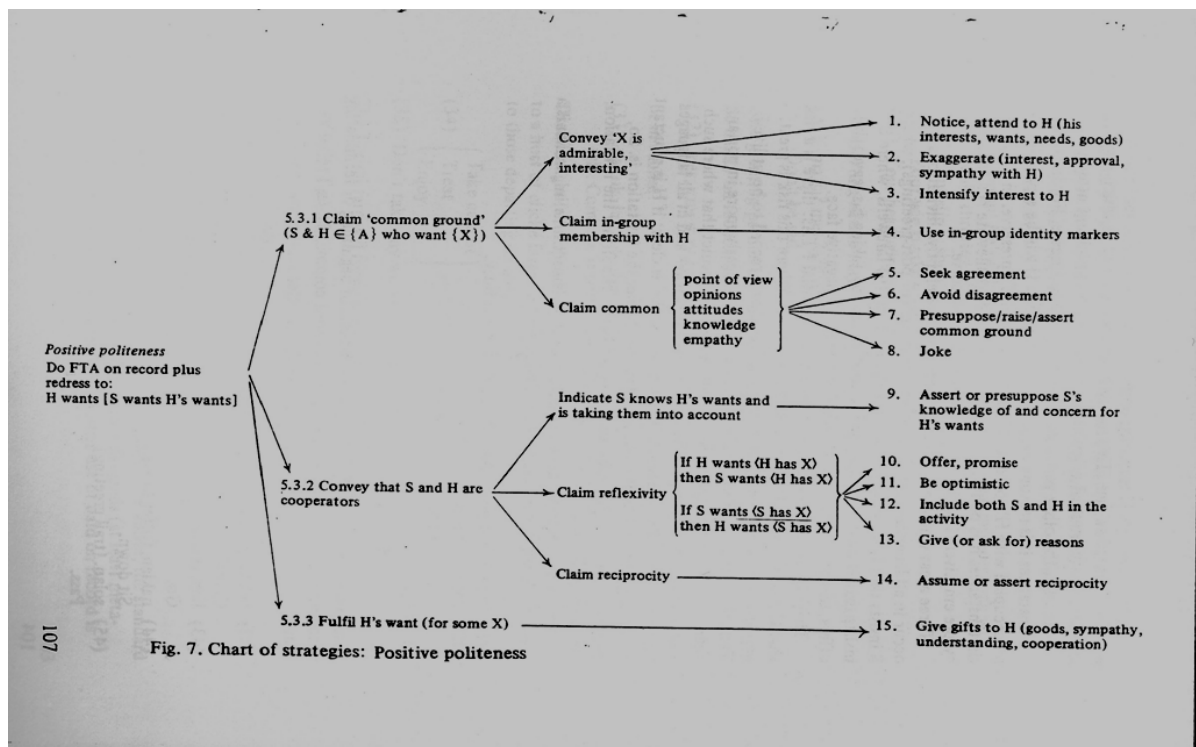 Convey 'X is
admirable,
interesting'
1. Notice, attend to H (his
interests, wants, needs, goods)
2. Exaggerate (interest, approval,
sympathy with H)
3. Intensify interest to H
5.3.1 Claim 'common ground'
(S & H ∈ {A} who want {X})
Claim in-group
membership with H
4. Use in-group identity markers
Claim common
point of view
opinions
attitudes
knowledge
empathy
5. Seek agreement
6. Avoid disagreement
7. Presuppose/raise/assert
common ground
8. Joke
Positive politeness
Do FTA on record plus
redress to:
H wants [S wants H's wants]
Indicate S knows H's wants and
is taking them into account
9. Assert or presuppose S's
knowledge of and concern for
H's wants
5.3.2 Convey that S and H are
cooperators
Claim reflexivity
If H wants ⟨H has X⟩
then S wants ⟨H has X⟩
If S wants ⟨S has X⟩
then H wants ⟨S has X⟩
10. Offer, promise
11. Be optimistic
12. Include both S and H in the
activity
13. Give (or ask for) reasons
Claim reciprocity
14. Assume or assert reciprocity
5.3.3 Fulfil H's want (for some X)
15. Give gifts to H (goods, sympathy,
understanding, cooperation)
Fig. 7. Chart of strategies: Positive politeness
107